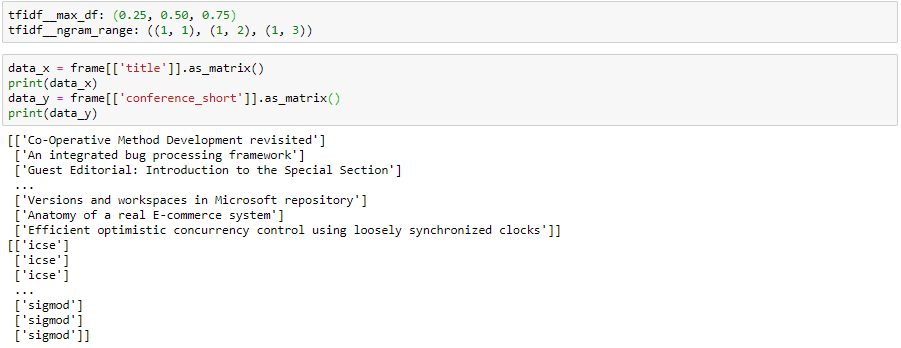 tfidf__max_df: (0.25, 0.50, 0.75)
tfidf__ngram_range: ((1, 1), (1, 2), (1, 3))
data_x = frame[['title']].as_matrix()
print(data_x)
data_y = frame[['conference_short']].as_matrix()
print(data_y)
[['Co-Operative Method Development revisited']
 ['An integrated bug processing framework']
 ['Guest Editorial: Introduction to the Special Section']
 ...
 ['Versions and workspaces in Microsoft repository']
 ['Anatomy of a real E-commerce system']
 ['Efficient optimistic concurrency control using loosely synchronized clocks']]
[['icse']
 ['icse']
 ['icse']
 ...
 ['sigmod']
 ['sigmod']
 ['sigmod']]